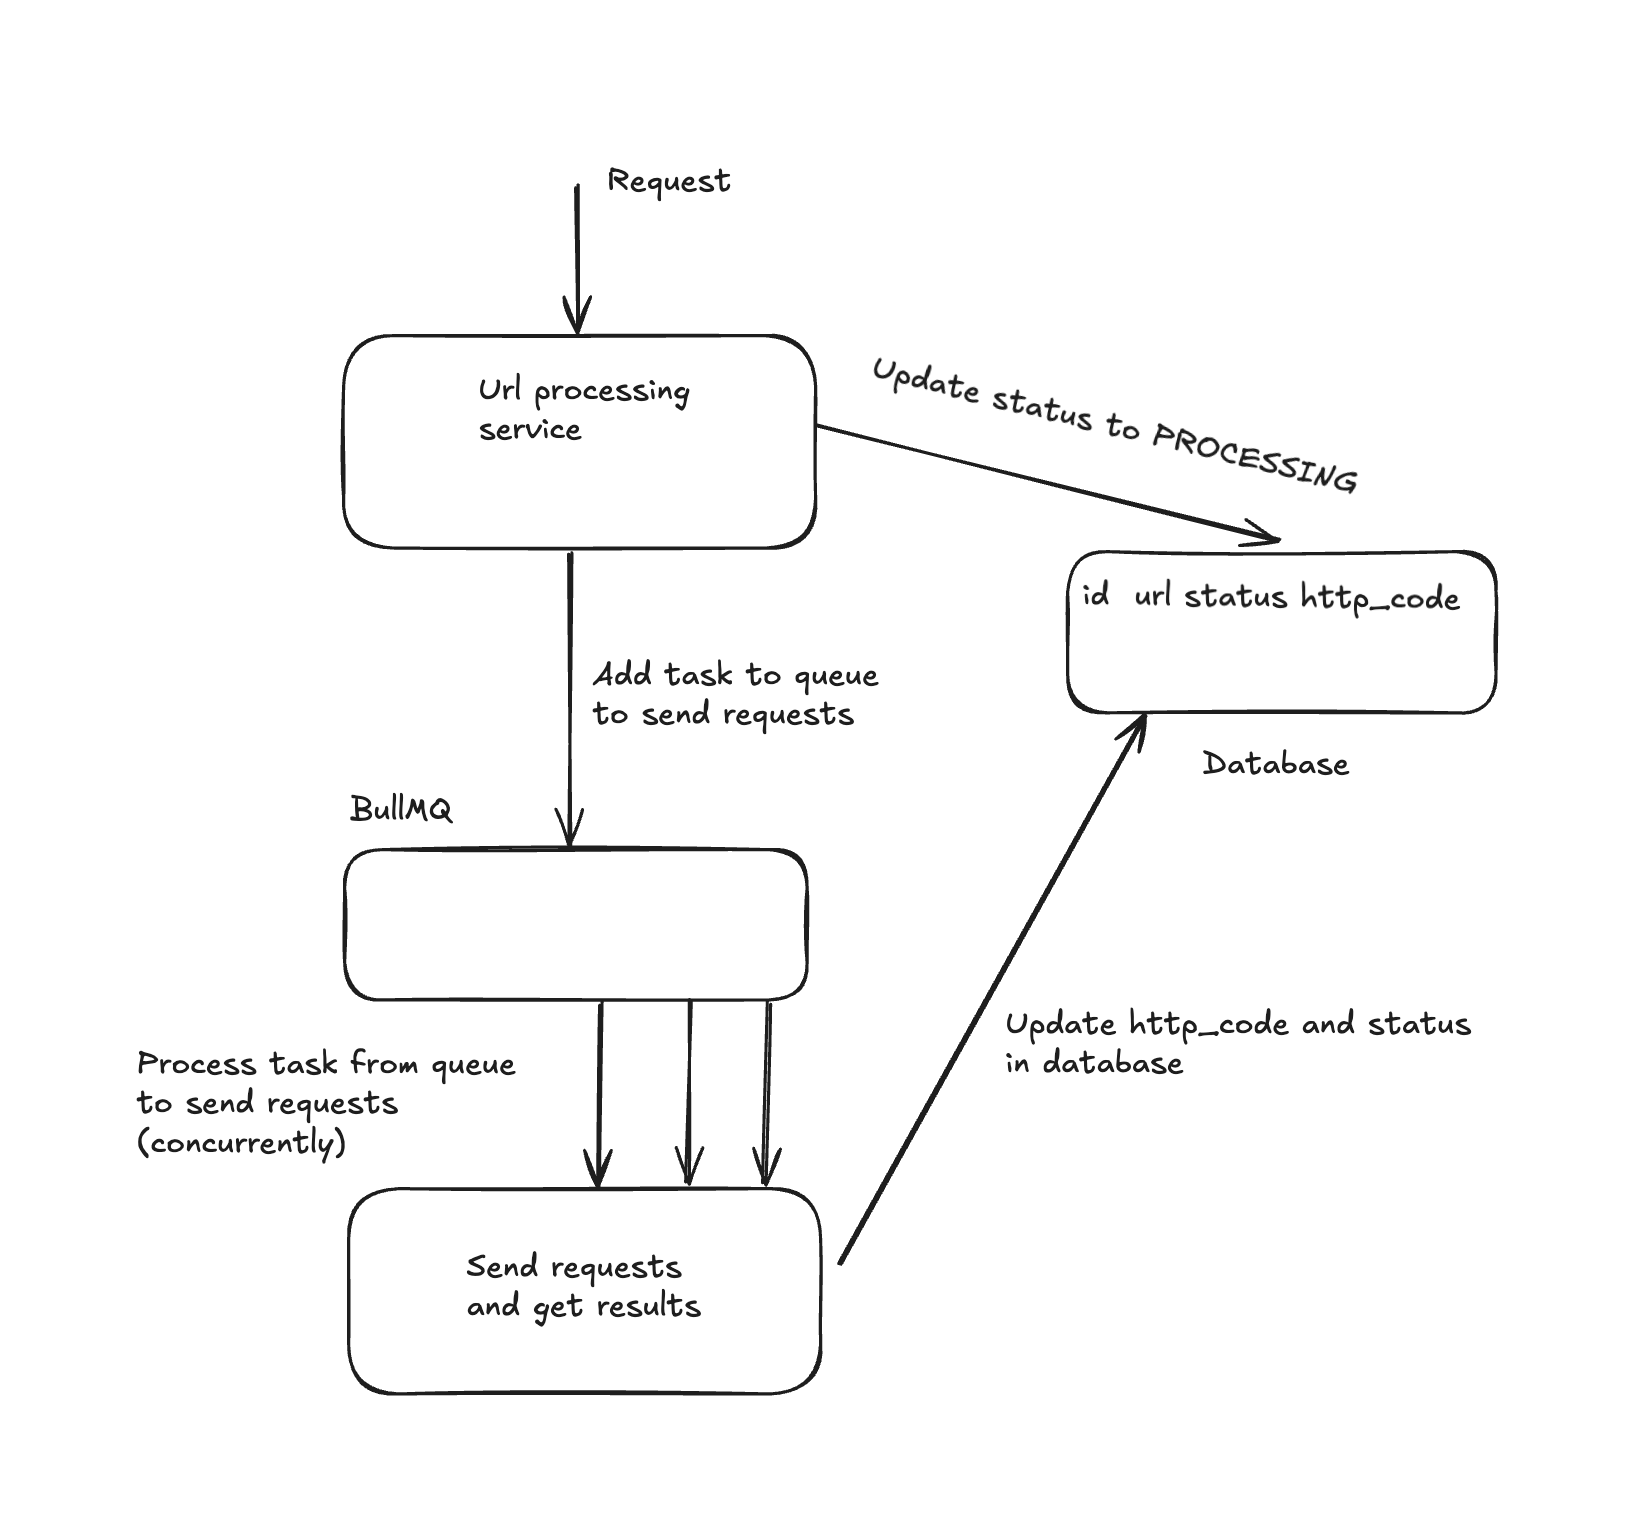 Request
Url processing
service
Update status to PROCESSING
id url status http_code
Add task to queue
to send requests
Database
BullMQ
Process task from queue
to send requests
(concurrently)
Update http_code and status
in database
Send requests
and get results